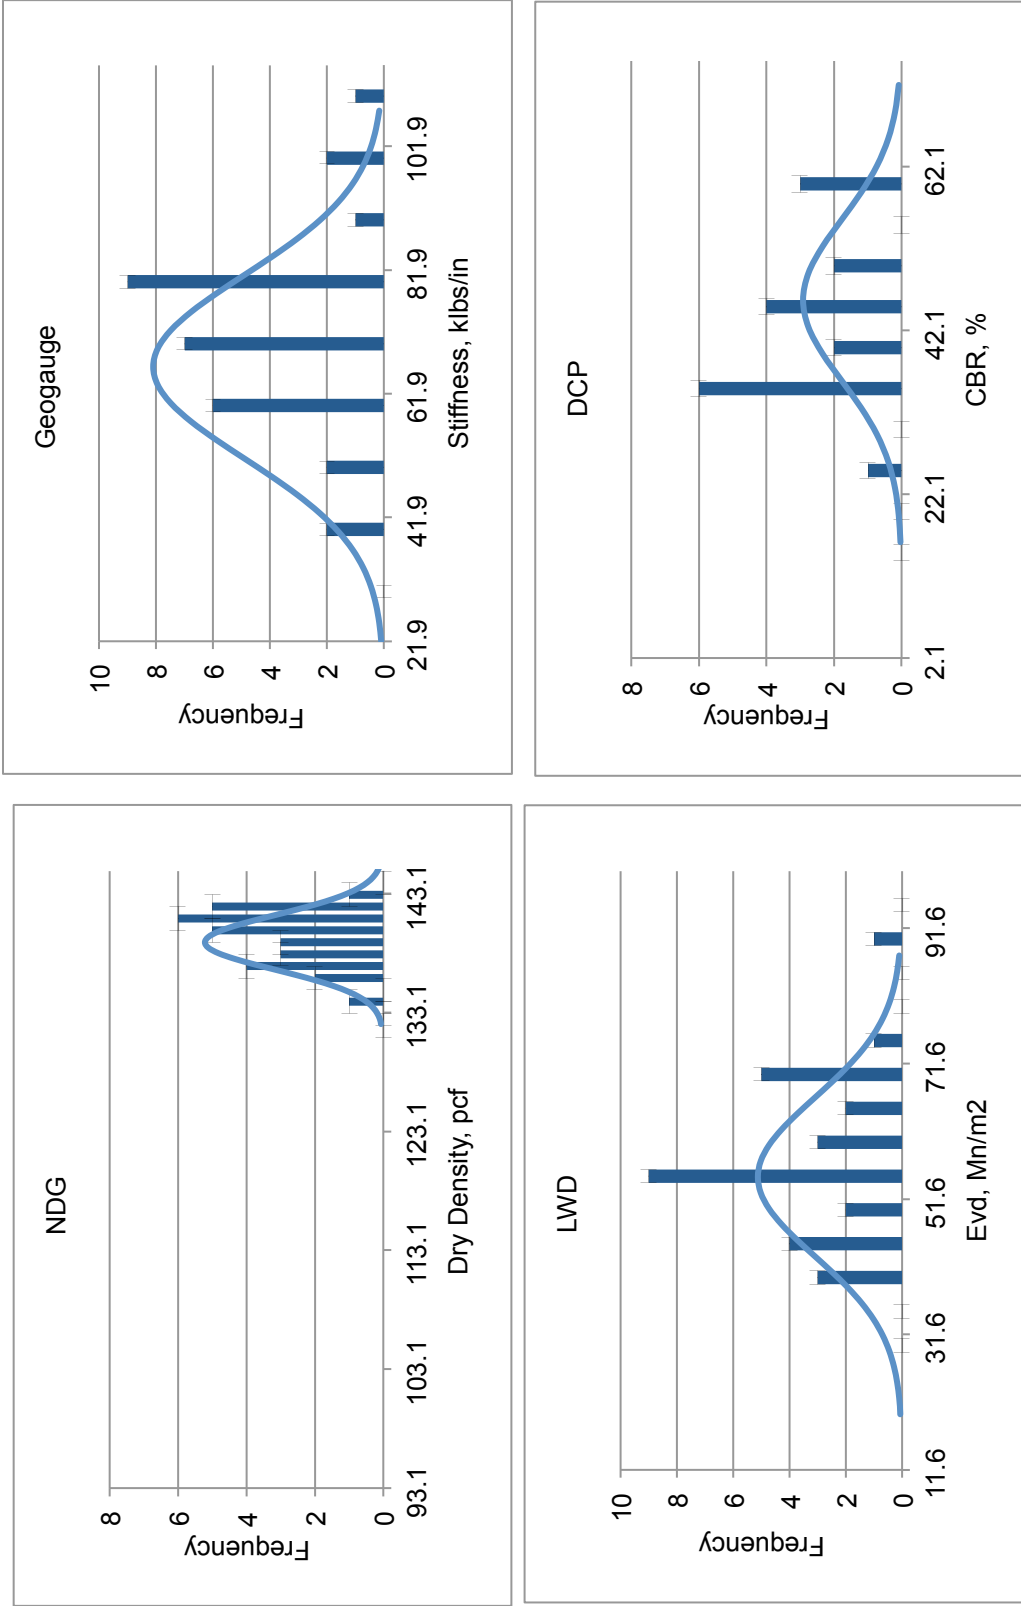 NDG
Frequency
8
6
4
2
0
93.1 103.1 113.1 123.1 133.1 143.1
Dry Density, pcf
Geogauge
Frequency
10
8
6
4
2
0
21.9 41.9 61.9 81.9 101.9
Stiffness, klbs/in
LWD
Frequency
10
8
6
4
2
0
11.6 31.6 51.6 71.6 91.6
Evd, Mn/m2
DCP
Frequency
8
6
4
2
0
2.1 22.1 42.1 62.1
CBR, %